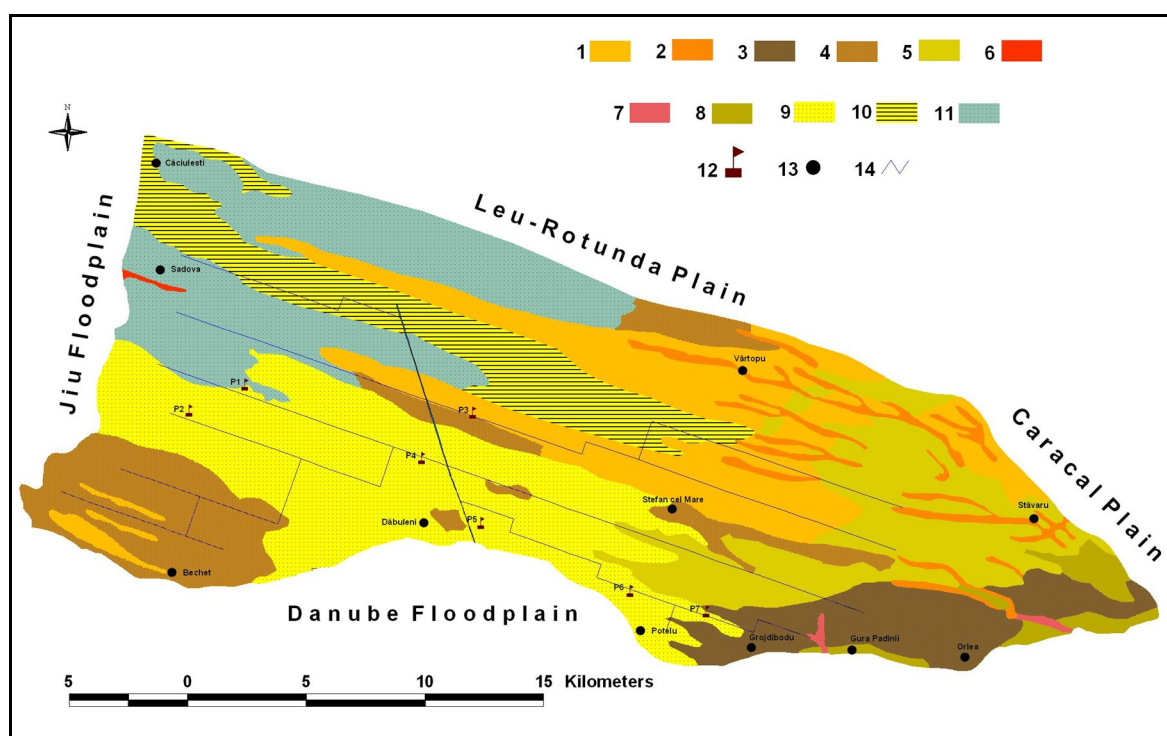 1 2 3 4 5 6
7 8 9 10 11
N
12 13 14
Căciulesti
Leu-Rotunda Plain
Jiu Floodplain
Sadova
Vârtopu
P1
P2
P3
Caracal Plain
P4
Stefan cel Mare
Stăvaru
Dăbuleni
P5
Bechet
P6
Danube Floodplain
P7
Potelu
Grojdibodu
Gura Padinii
Orlea
5 0 5 10 15 Kilometers